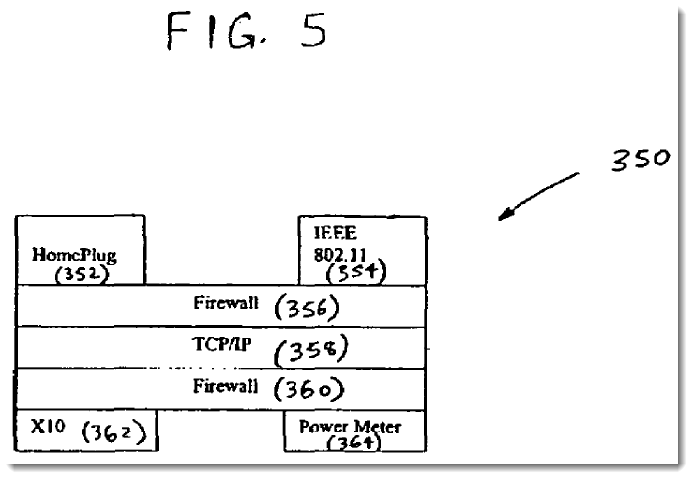 FIG. 5
350
HomePlug
(352)
IEEE
802.11
(354)
Firewall (356)
TCP/IP (358)
Firewall (360)
X10 (362)
Power Meter
(364)